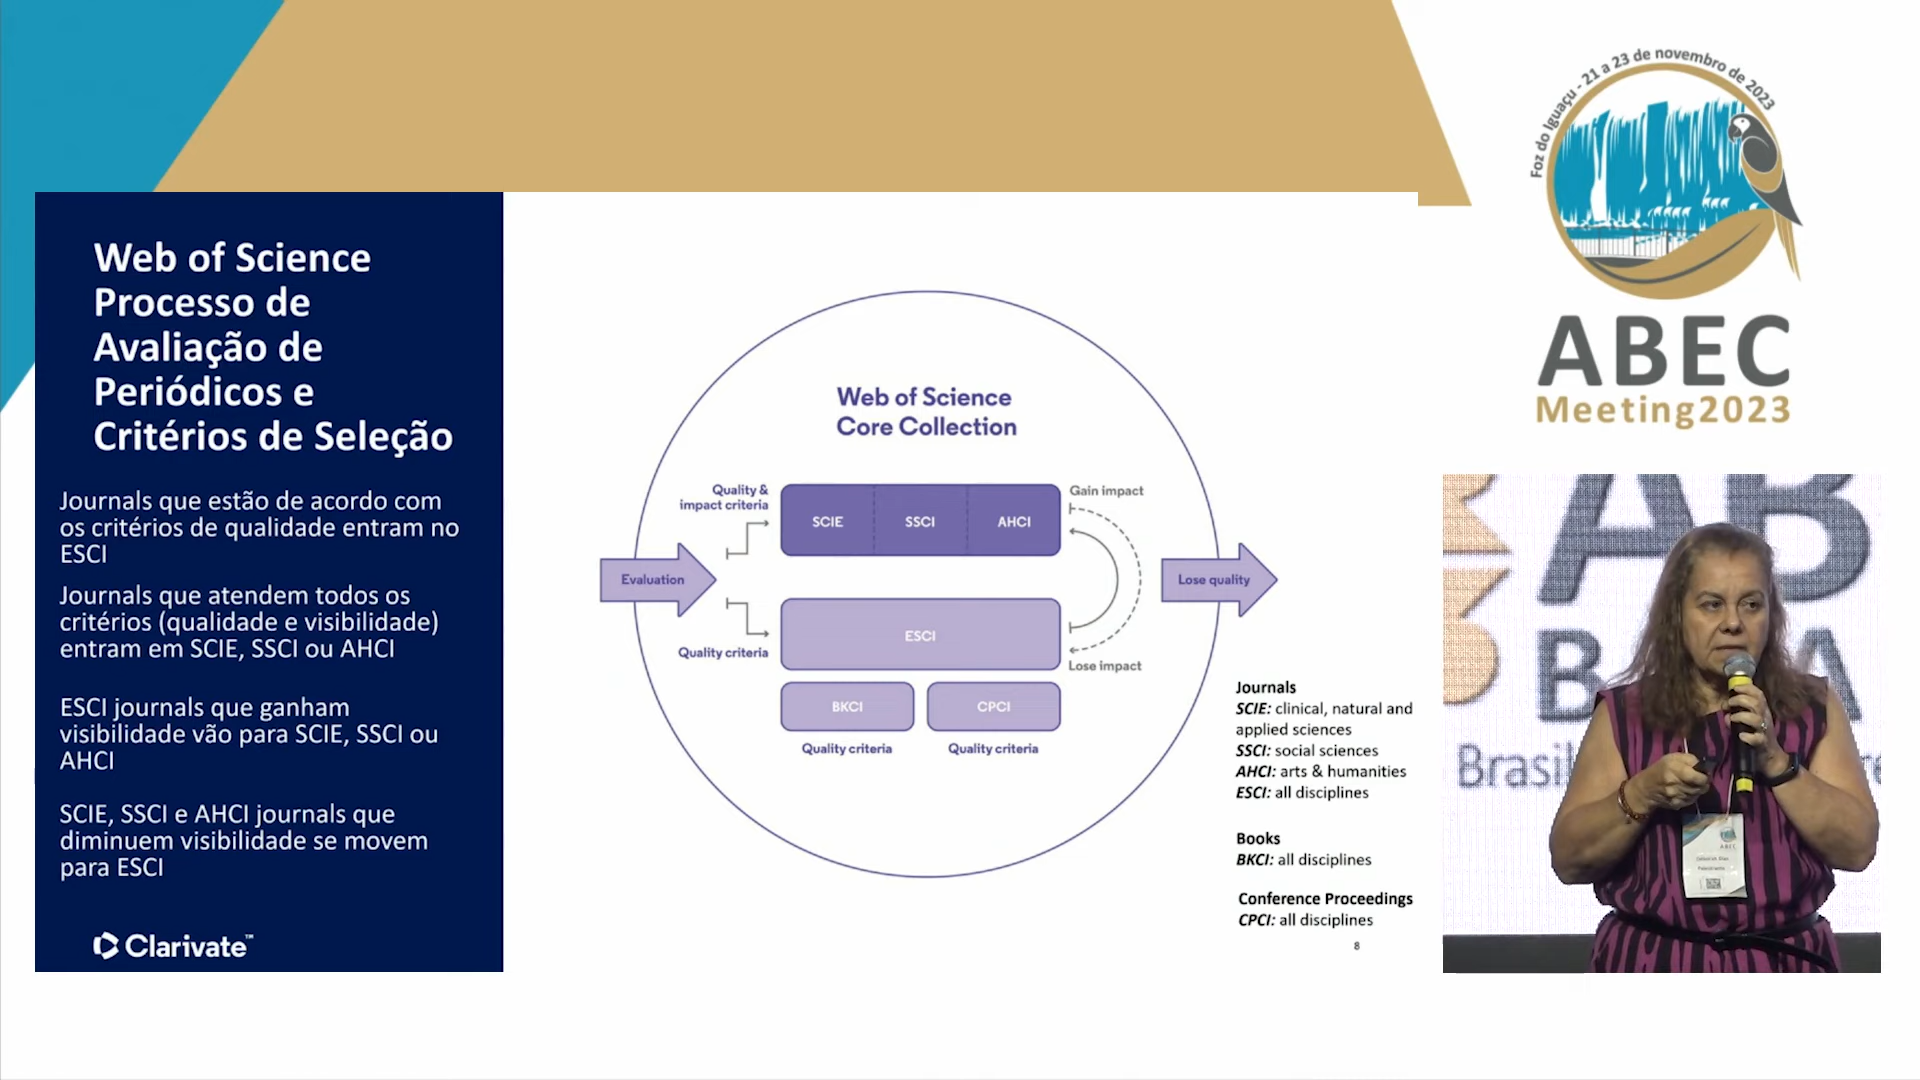 Web of Science
Processo de
Avaliação de
Periódicos e
Critérios de Seleção
Journals que estão de acordo com
os critérios de qualidade entram no
ESCI
Journals que atendem todos os
critérios (qualidade e visibilidade)
entram em SCIE, SSCI ou AHCI
ESCI journals que ganham
visibilidade vão para SCIE, SSCI ou
AHCI
SCIE, SSCI e AHCI journals que
diminuem visibilidade se movem
para ESCI
Clarivate™
Web of Science
Core Collection
Quality &
impact criteria
SCIE
SSCI
AHCI
Gain impact
Evaluation
Lose quality
Quality criteria
ESCI
Lose impact
BKCI
CPCI
Quality criteria
Quality criteria
Journals
SCIE: clinical, natural and
applied sciences
SSCI: social sciences
AHCI: arts & humanities
ESCI: all disciplines
Books
BKCI: all disciplines
Conference Proceedings
CPCI: all disciplines
8
Foz do Iguaçu - 21 a 23 de novembro de 2023
ABEC
Meeting2023
AB
B A
Brasil
ABEC